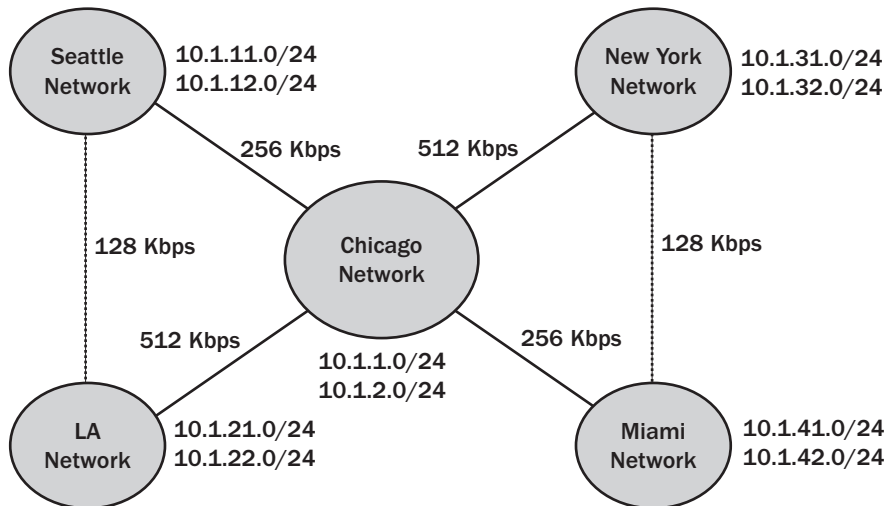 Seattle
Network
10.1.11.0/24
10.1.12.0/24
New York
Network
10.1.31.0/24
10.1.32.0/24
256 Kbps
512 Kbps
128 Kbps
Chicago
Network
128 Kbps
512 Kbps
256 Kbps
10.1.1.0/24
10.1.2.0/24
LA
Network
10.1.21.0/24
10.1.22.0/24
Miami
Network
10.1.41.0/24
10.1.42.0/24